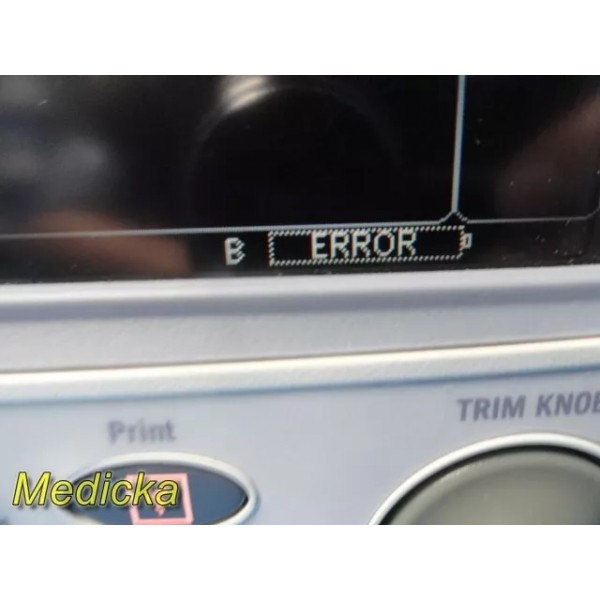 B ERROR
TRIM KNOB
Print
Medicka